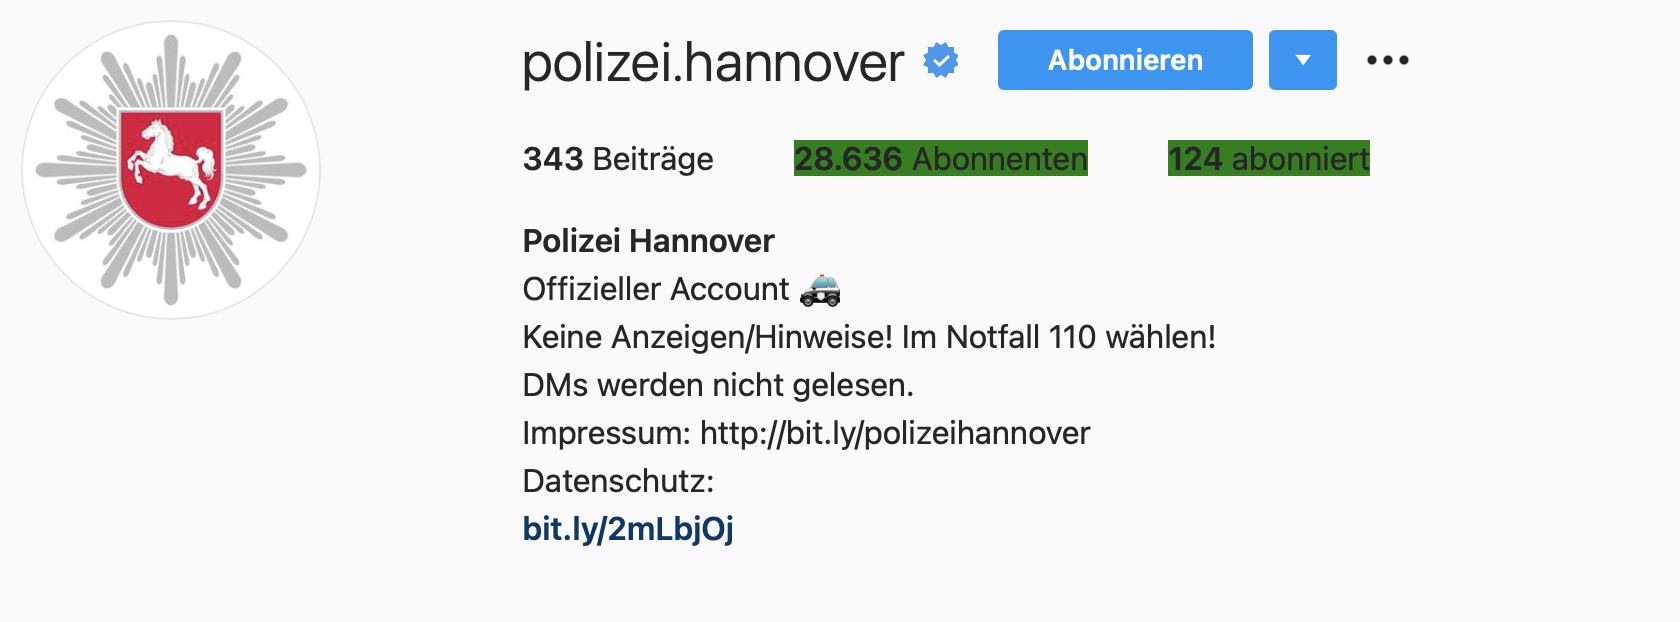 polizei.hannover Abonnieren
343 Beiträge 28.636 Abonnenten 124 abonniert
Polizei Hannover
Offizieller Account 🚓
Keine Anzeigen/Hinweise! Im Notfall 110 wählen!
DMs werden nicht gelesen.
Impressum: http://bit.ly/polizeihannover
Datenschutz:
bit.ly/2mLbjOj